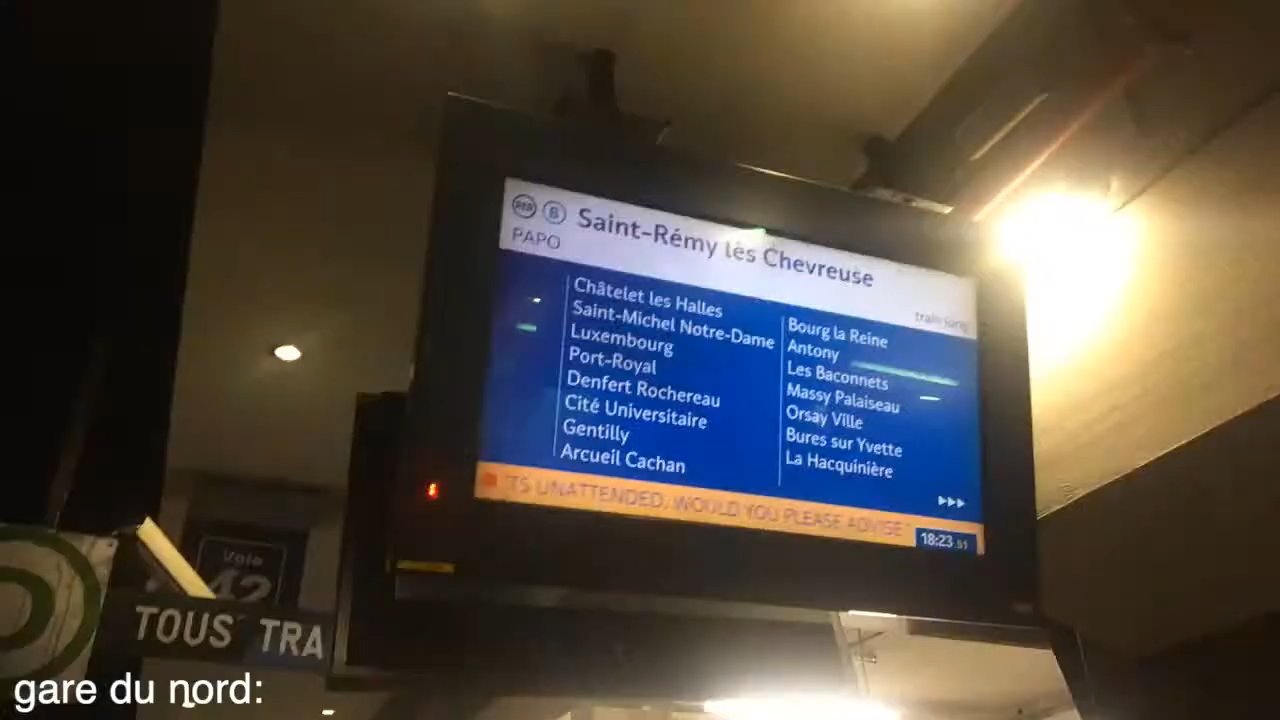 RER B Saint-Rémy lès Chevreuse
PAPO
train long
Châtelet les Halles
Saint-Michel Notre-Dame
Luxembourg
Port-Royal
Denfert Rochereau
Cité Universitaire
Gentilly
Arcueil Cachan
Bourg la Reine
Antony
Les Baconnets
Massy Palaiseau
Orsay Ville
Bures sur Yvette
La Hacquinière
TS UNATTENDED. WOULD YOU PLEASE ADVISE
18:23 51
Voie
42
TOUS TRA
gare du nord: